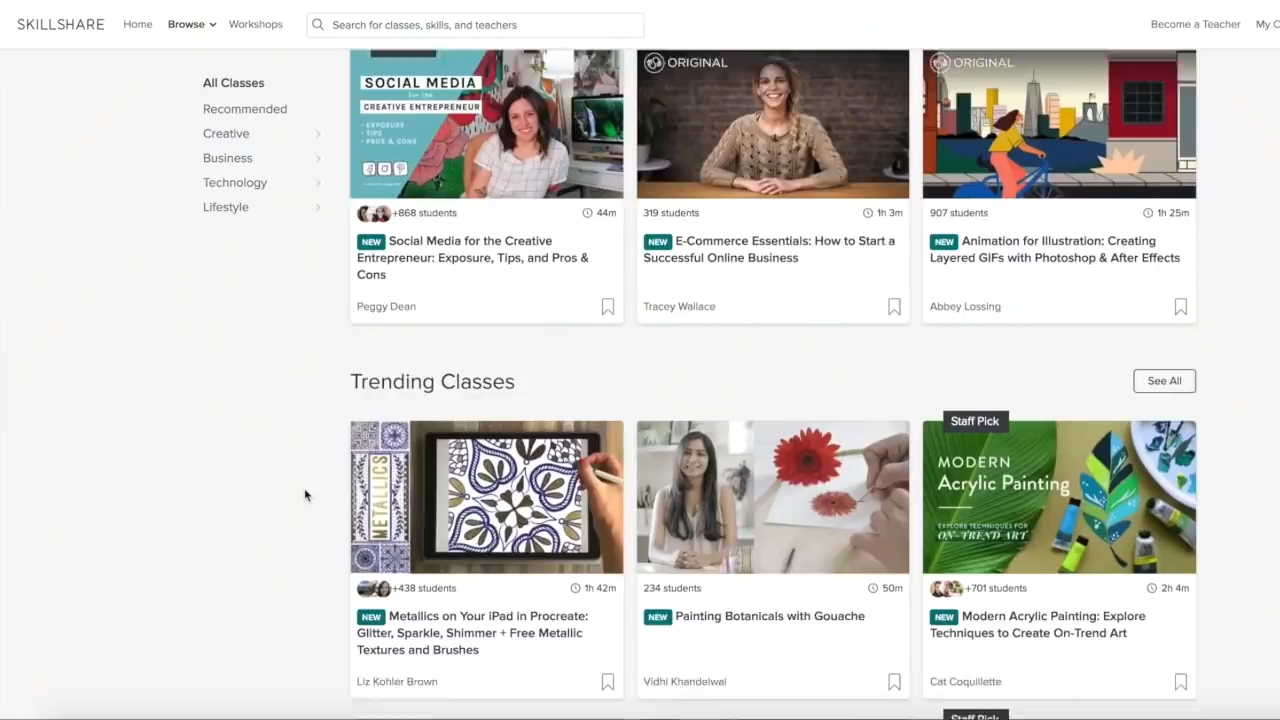 SKILLSHARE
Home
Browse
Workshops
Search for classes, skills, and teachers
Become a Teacher
My C
All Classes
Recommended
Creative
Business
Technology
Lifestyle
SOCIAL MEDIA
for the
CREATIVE ENTREPRENEUR
- EXPOSURE
- TIPS
- PROS & CONS
+868 students
44m
NEW Social Media for the Creative
Entrepreneur: Exposure, Tips, and Pros &
Cons
Peggy Dean
ORIGINAL
319 students
1h 3m
NEW E-Commerce Essentials: How to Start a
Successful Online Business
Tracey Wallace
ORIGINAL
907 students
1h 25m
NEW Animation for Illustration: Creating
Layered GIFs with Photoshop & After Effects
Abbey Lossing
Trending Classes
See All
METALLICS
+438 students
1h 42m
NEW Metallics on Your iPad in Procreate:
Glitter, Sparkle, Shimmer + Free Metallic
Textures and Brushes
Liz Kohler Brown
234 students
50m
NEW Painting Botanicals with Gouache
Vidhi Khandelwal
Staff Pick
MODERN
Acrylic Painting
EXPLORE TECHNIQUES FOR
ON-TREND ART
+701 students
2h 4m
NEW Modern Acrylic Painting: Explore
Techniques to Create On-Trend Art
Cat Coquillette
Staff Pick